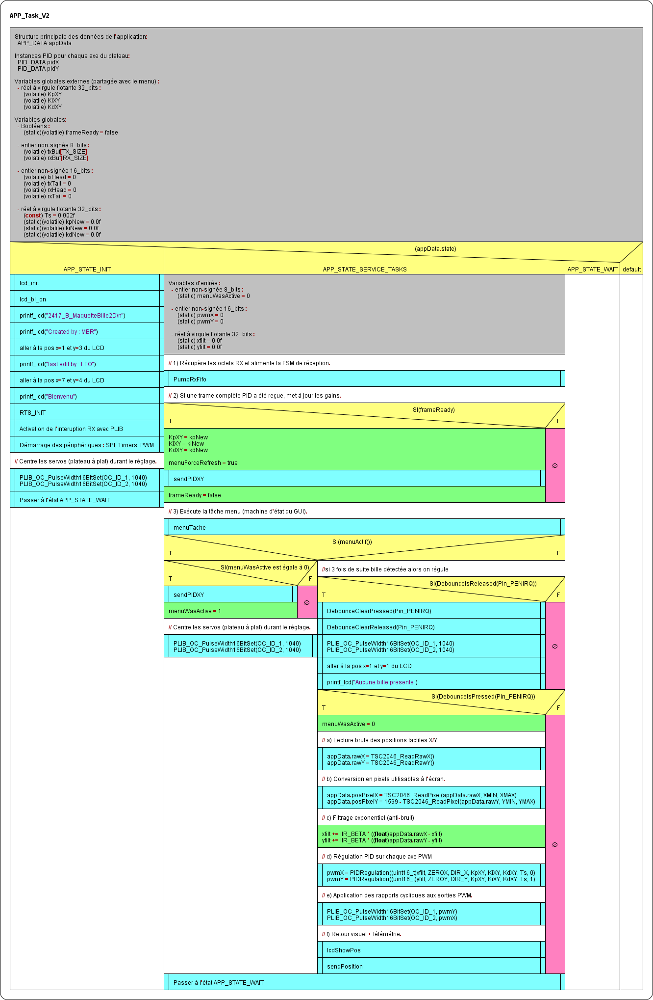 APP_Task_V2
Structure principale des données de l'application:
APP_DATA appData
Instances PID pour chaque axe du plateau:
PID_DATA pidX
PID_DATA pidY
Variables globales externes (partagée avec le menu) :
- réel à virgule flotante 32_bits :
(volatile) KpXY
(volatile) KiXY
(volatile) KdXY
Variables globales:
- Booléens :
(static)(volatile) frameReady = false
- entier non-signée 8_bits :
(volatile) txBuf[TX_SIZE]
(volatile) rxBuf[RX_SIZE]
- entier non-signée 16_bits :
(volatile) txHead = 0
(volatile) txTail = 0
(volatile) rxHead = 0
(volatile) rxTail = 0
- réel à virgule flotante 32_bits :
(const) Ts = 0.002f
(static)(volatile) kpNew = 0.0f
(static)(volatile) kiNew = 0.0f
(static)(volatile) kdNew = 0.0f
(appData.state)
APP_STATE_INIT
APP_STATE_SERVICE_TASKS
APP_STATE_WAIT
default
lcd_init
lcd_bl_on
printf_lcd("2417_B_MaquetteBille2D\n")
printf_lcd("Created by : MBR")
aller à la pos x=1 et y=3 du LCD
printf_lcd("last edit by : LFO")
aller à la pos x=7 et y=4 du LCD
printf_lcd("Bienvenu")
RTS_INIT
Activation de l'interuption RX avec PLIB
Démarrage des périphériques : SPI, Timers, PWM
// Centre les servos (plateau à plat) durant le réglage.
PLIB_OC_PulseWidth16BitSet(OC_ID_1, 1040)
PLIB_OC_PulseWidth16BitSet(OC_ID_2, 1040)
Passer à l'état APP_STATE_WAIT
Variables d'entrée :
- entier non-signée 8_bits :
(static) menuWasActive = 0
- entier non-signée 16_bits :
(static) pwmX = 0
(static) pwmY = 0
- réel à virgule flotante 32_bits :
(static) xfilt = 0.0f
(static) yfilt = 0.0f
// 1) Récupère les octets RX et alimente la FSM de réception.
PumpRxFifo
// 2) Si une trame complète PID a été reçue, met à jour les gains.
SI(frameReady)
T
F
KpXY = kpNew
KiXY = kiNew
KdXY = kdNew
menuForceRefresh = true
sendPIDXY
frameReady = false
∅
// 3) Exécute la tâche menu (machine d'état du GUI).
menuTache
SI(menuActif())
T
F
SI(menuWasActive est égale à 0)
T
F
sendPIDXY
menuWasActive = 1
∅
// Centre les servos (plateau à plat) durant le réglage.
PLIB_OC_PulseWidth16BitSet(OC_ID_1, 1040)
PLIB_OC_PulseWidth16BitSet(OC_ID_2, 1040)
//si 3 fois de suite bille détectée alors on régule
SI(DebounceIsReleased(Pin_PENIRQ))
T
F
DebounceClearPressed(Pin_PENIRQ)
DebounceClearReleased(Pin_PENIRQ)
PLIB_OC_PulseWidth16BitSet(OC_ID_1, 1040)
PLIB_OC_PulseWidth16BitSet(OC_ID_2, 1040)
aller à la pos x=1 et y=1 du LCD
printf_lcd("Aucune bille presente")
∅
SI(DebounceIsPressed(Pin_PENIRQ))
T
F
menuWasActive = 0
// a) Lecture brute des positions tactiles X/Y
appData.rawX = TSC2046_ReadRawX()
appData.rawY = TSC2046_ReadRawY()
// b) Conversion en pixels utilisables à l'écran.
appData.posPixelX = TSC2046_ReadPixel(appData.rawX, XMIN, XMAX)
appData.posPixelY = 1599 - TSC2046_ReadPixel(appData.rawY, YMIN, YMAX)
// c) Filtrage exponentiel (anti-bruit)
xfilt += IIR_BETA * ((float)appData.rawX - xfilt)
yfilt += IIR_BETA * ((float)appData.rawY - yfilt)
// d) Régulation PID sur chaque axe PWM
pwmX = PIDRegulation((uint16_t)xfilt, ZEROX, DIR_X, KpXY, KiXY, KdXY, Ts, 0)
pwmY = PIDRegulation((uint16_t)yfilt, ZEROY, DIR_Y, KpXY, KiXY, KdXY, Ts, 1)
// e) Application des rapports cycliques aux sorties PWM.
PLIB_OC_PulseWidth16BitSet(OC_ID_1, pwmY)
PLIB_OC_PulseWidth16BitSet(OC_ID_2, pwmX)
// f) Retour visuel + télémétrie.
lcdShowPos
sendPosition
∅
Passer à l'état APP_STATE_WAIT